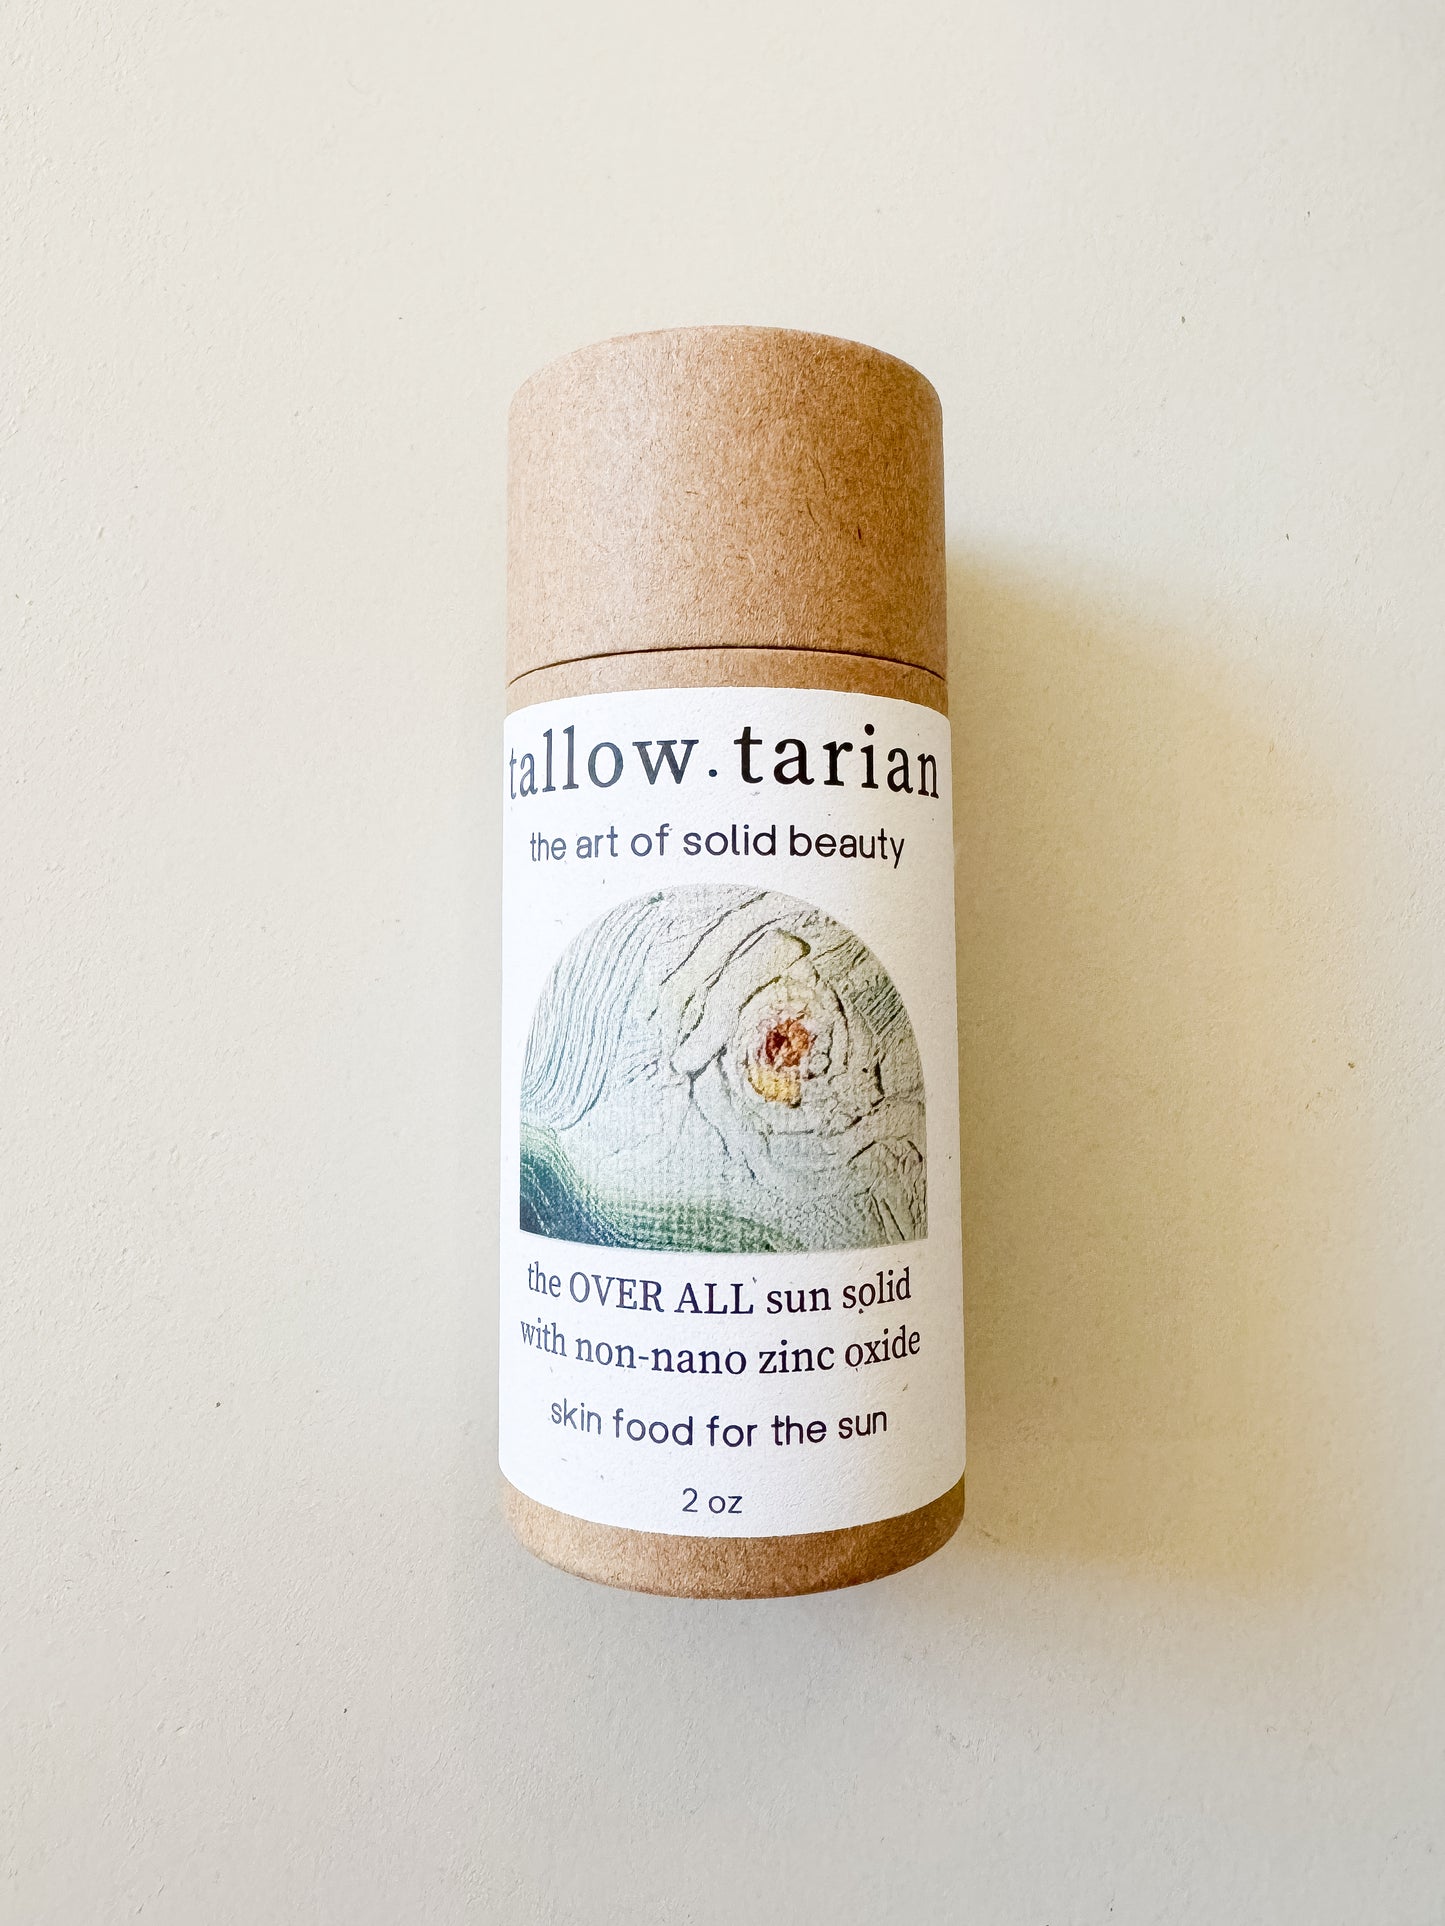 tallow.tarian
the art of solid beauty
the OVER ALL sun solid
with non-nano zinc oxide
skin food for the sun
2 oz